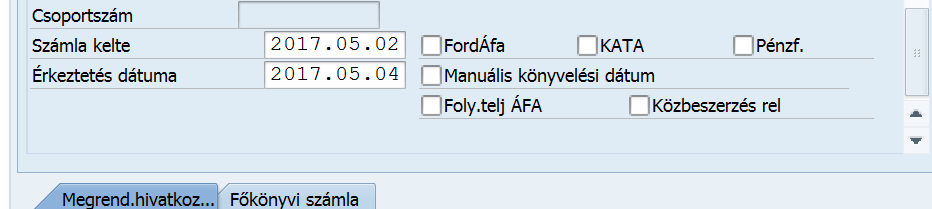 Csoportszám
Számla kelte 2017.05.02 FordÁfa KATA Pénzf.
Érkeztetés dátuma 2017.05.04 Manuális könyvelési dátum
Foly.telj ÁFA Közbeszerzés rel
Megrend.hivatkoz... Főkönyvi számla